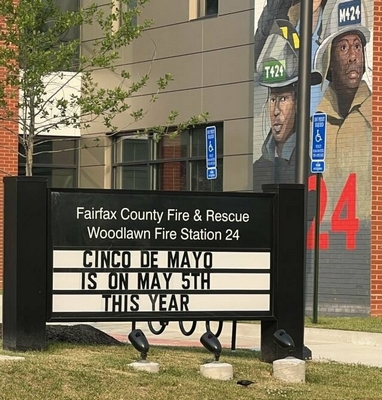 M424
T424
24
Fairfax County Fire & Rescue
Woodlawn Fire Station 24
CINCO DE MAYO
IS ON MAY 5TH
THIS YEAR